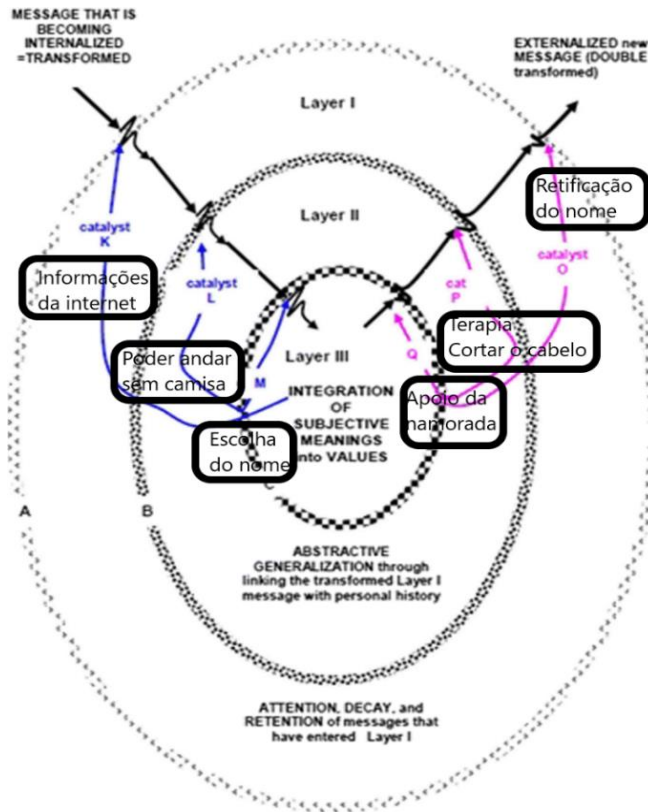 MESSAGE THAT IS
BECOMING
INTERNALIZED
=TRANSFORMED
EXTERNALIZED new
MESSAGE (DOUBLE
transformed)
Layer I
Layer II
Layer III
catalyst
K
Informações
da internet
catalyst
L
Poder andar
sem camisa
M
Escolha
do nome
Retificação
do nome
catalyst
O
cat
P
Terapia
Cortar o cabelo
Q
Apoio da
namorada
INTEGRATION
OF
SUBJECTIVE
MEANINGS
into VALUES
A
B
C
ABSTRACTIVE
GENERALIZATION through
linking the transformed Layer I
message with personal history
ATTENTION, DECAY, and
RETENTION of messages that
have entered Layer I